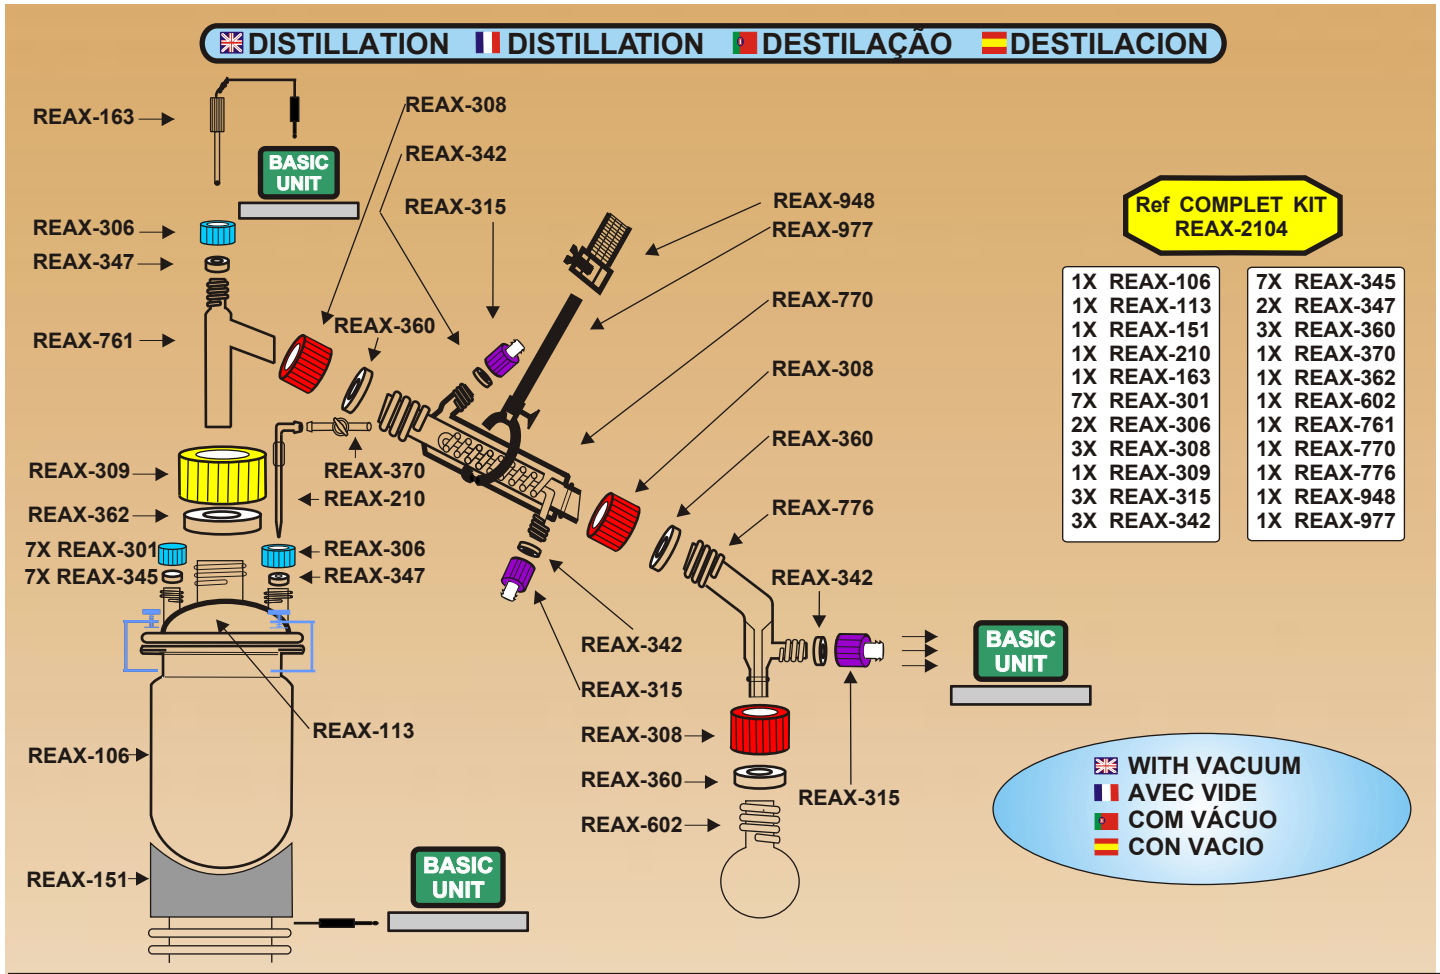 DISTILLATION DISTILLATION DESTILAÇÃO DESTILACION
REAX-163
REAX-308
REAX-342
REAX-315
BASIC
UNIT
REAX-306
REAX-347
REAX-761
REAX-360
REAX-948
REAX-977
REAX-770
REAX-308
REAX-360
REAX-776
REAX-309
REAX-362
REAX-370
REAX-210
7X REAX-301
7X REAX-345
REAX-306
REAX-347
REAX-342
REAX-342
REAX-315
REAX-113
REAX-106
REAX-308
REAX-360
REAX-315
REAX-602
REAX-151
BASIC
UNIT
BASIC
UNIT
Ref COMPLET KIT
REAX-2104
1X REAX-106
1X REAX-113
1X REAX-151
1X REAX-210
1X REAX-163
7X REAX-301
2X REAX-306
3X REAX-308
1X REAX-309
3X REAX-315
3X REAX-342
7X REAX-345
2X REAX-347
3X REAX-360
1X REAX-370
1X REAX-362
1X REAX-602
1X REAX-761
1X REAX-770
1X REAX-776
1X REAX-948
1X REAX-977
WITH VACUUM
AVEC VIDE
COM VÁCUO
CON VACIO